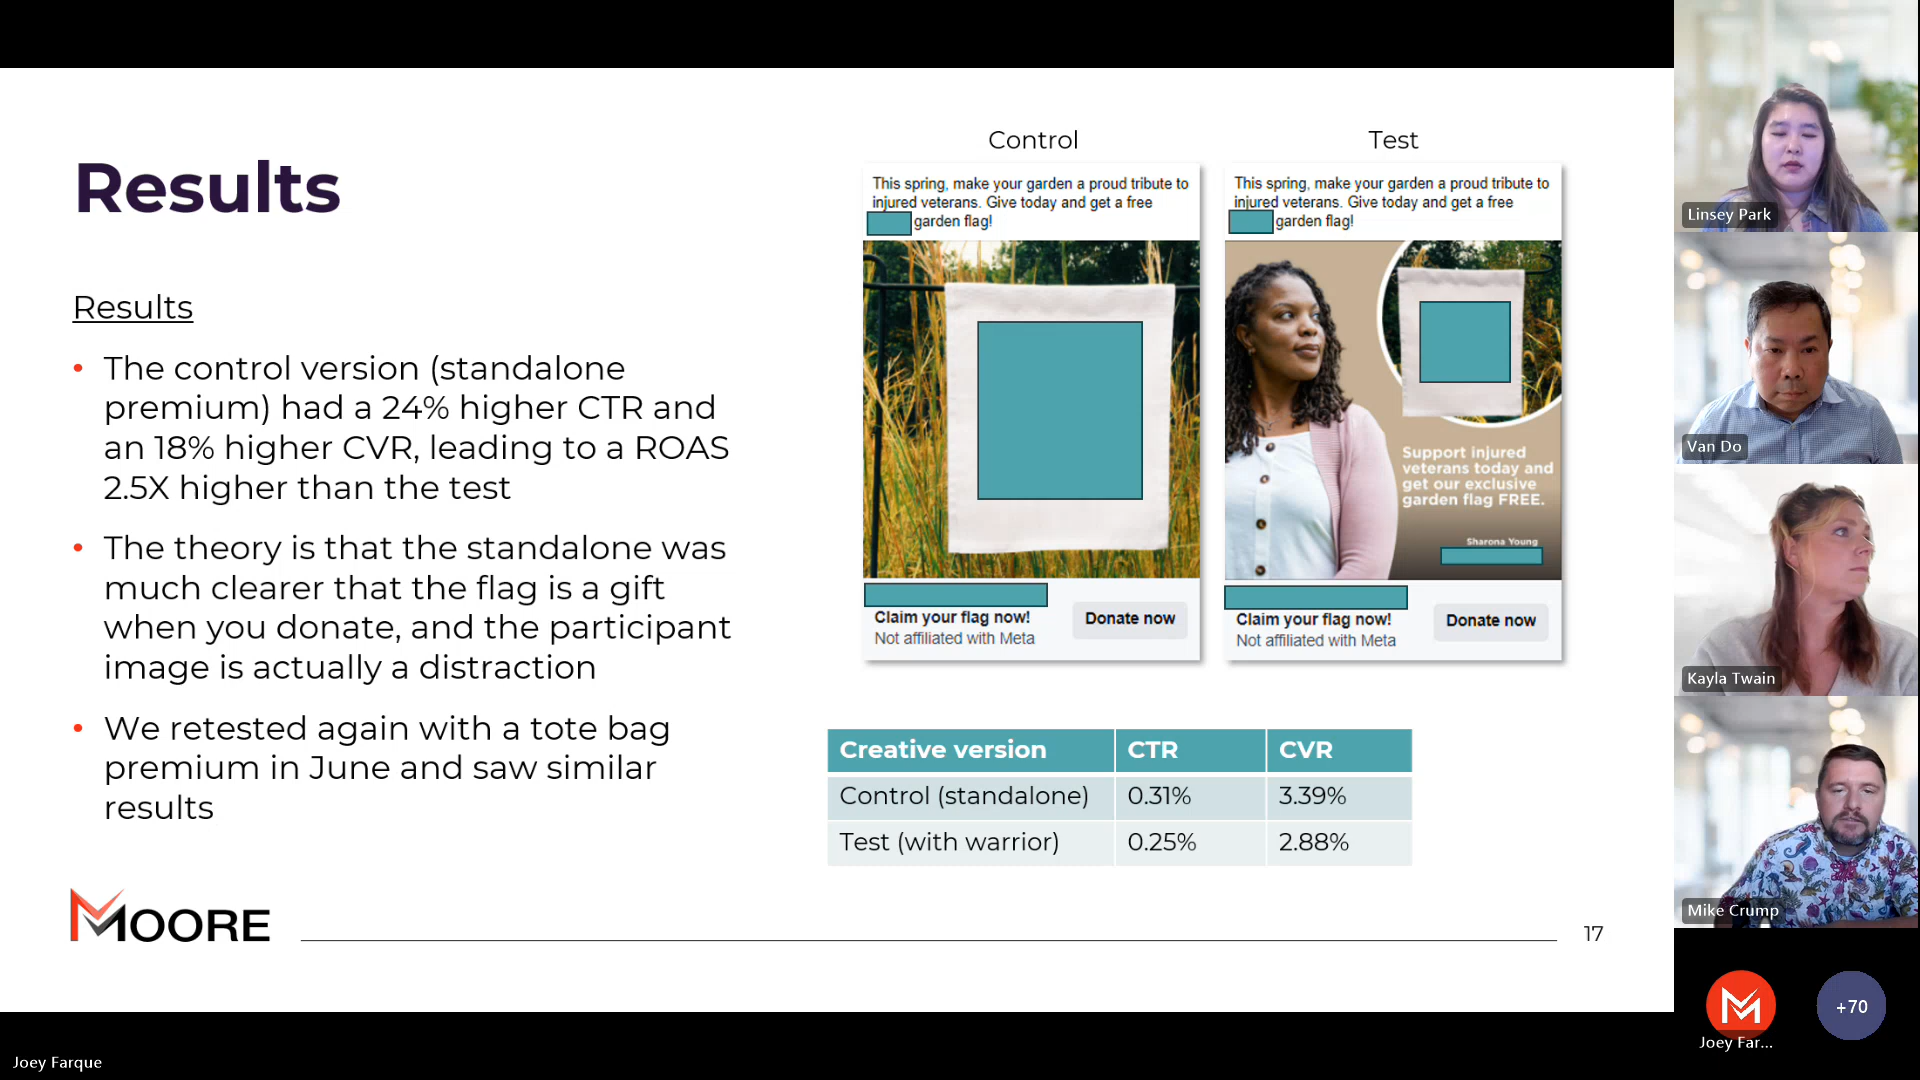 Results
Results
• The control version (standalone
premium) had a 24% higher CTR and
an 18% higher CVR, leading to a ROAS
2.5X higher than the test
• The theory is that the standalone was
much clearer that the flag is a gift
when you donate, and the participant
image is actually a distraction
• We retested again with a tote bag
premium in June and saw similar
results
Control
This spring, make your garden a proud tribute to
injured veterans. Give today and get a free
garden flag!
Claim your flag now!
Not affiliated with Meta
Donate now
Test
This spring, make your garden a proud tribute to
injured veterans. Give today and get a free
garden flag!
Support injured
veterans today and
get our exclusive
garden flag FREE.
Sharona Young
Claim your flag now!
Not affiliated with Meta
Donate now
Creative version CTR CVR
Control (standalone) 0.31% 3.39%
Test (with warrior) 0.25% 2.88%
MOORE
17
Linsey Park
Van Do
Kayla Twain
Mike Crump
Joey Far...
+70
Joey Farque